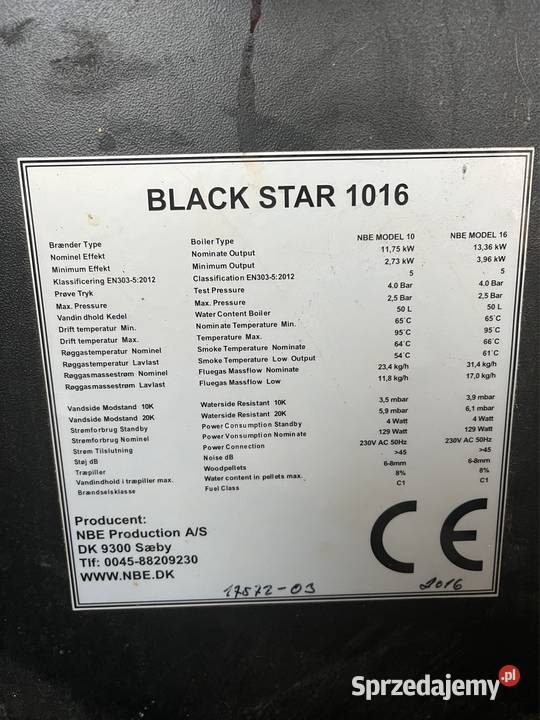 BLACK STAR 1016
Brænder Type Boiler Type NBE MODEL 10 NBE MODEL 16
Nominel Effekt Nominate Output 11,75 kW 13,36 kW
Minimum Effekt Minimum Output 2,73 kW 3,96 kW
Klassificering EN303-5:2012 Classification EN303-5:2012 5 5
Prøve Tryk Test Pressure 4.0 Bar 4.0 Bar
Max. Pressure Max. Pressure 2,5 Bar 2,5 Bar
Vandindhold Kedel Water Content Boiler 50 L 50 L
Drift temperatur Min. Nominate Temperature Min. 65°C 65°C
Drift temperatur Max. Temperature Max. 95°C 95°C
Røggastemperatur Nominel Smoke Temperature Nominate 64°C 66°C
Røggastemperatur Lavlast Smoke Temperature Low Output 54°C 61°C
Røggasmassestrøm Nominel Fluegas Massflow Nominate 23,4 kg/h 31,4 kg/h
Røggasmassestrøm Lavlast Fluegas Massflow Low 11,8 kg/h 17,0 kg/h
Vandside Modstand 10K Waterside Resistant 10K 3,5 mbar 3,9 mbar
Vandside Modstand 20K Waterside Resistant 20K 5,9 mbar 6,1 mbar
Strømforbrug Standby Power Consumption Standby 4 Watt 4 Watt
Strømforbrug Nominel Power Vonsumption Nominate 129 Watt 129 Watt
Strøm Tilslutning Power Connection 230V AC 50Hz 230V AC 50Hz
Støj dB Noise dB >45 >45
Træpiller Woodpellets 6-8mm 6-8mm
Vandindhold i træpiller max. Water content in pellets max. 8% 8%
Brændselsklasse Fuel Class C1 C1
Producent:
NBE Production A/S
DK 9300 Sæby
Tlf: 0045-88209230
WWW.NBE.DK
CE
17572-03 2016
Sprzedajemy.pl